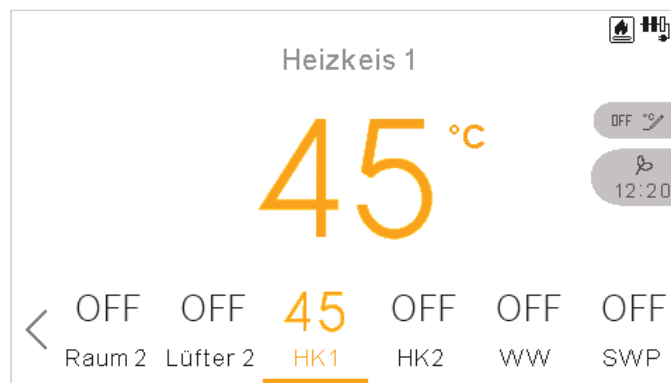 Heizkeis 1
45 °C
OFF °C
12:20
OFF OFF 45 OFF OFF OFF
Raum 2 Lüfter 2 HK1 HK2 WW SWP